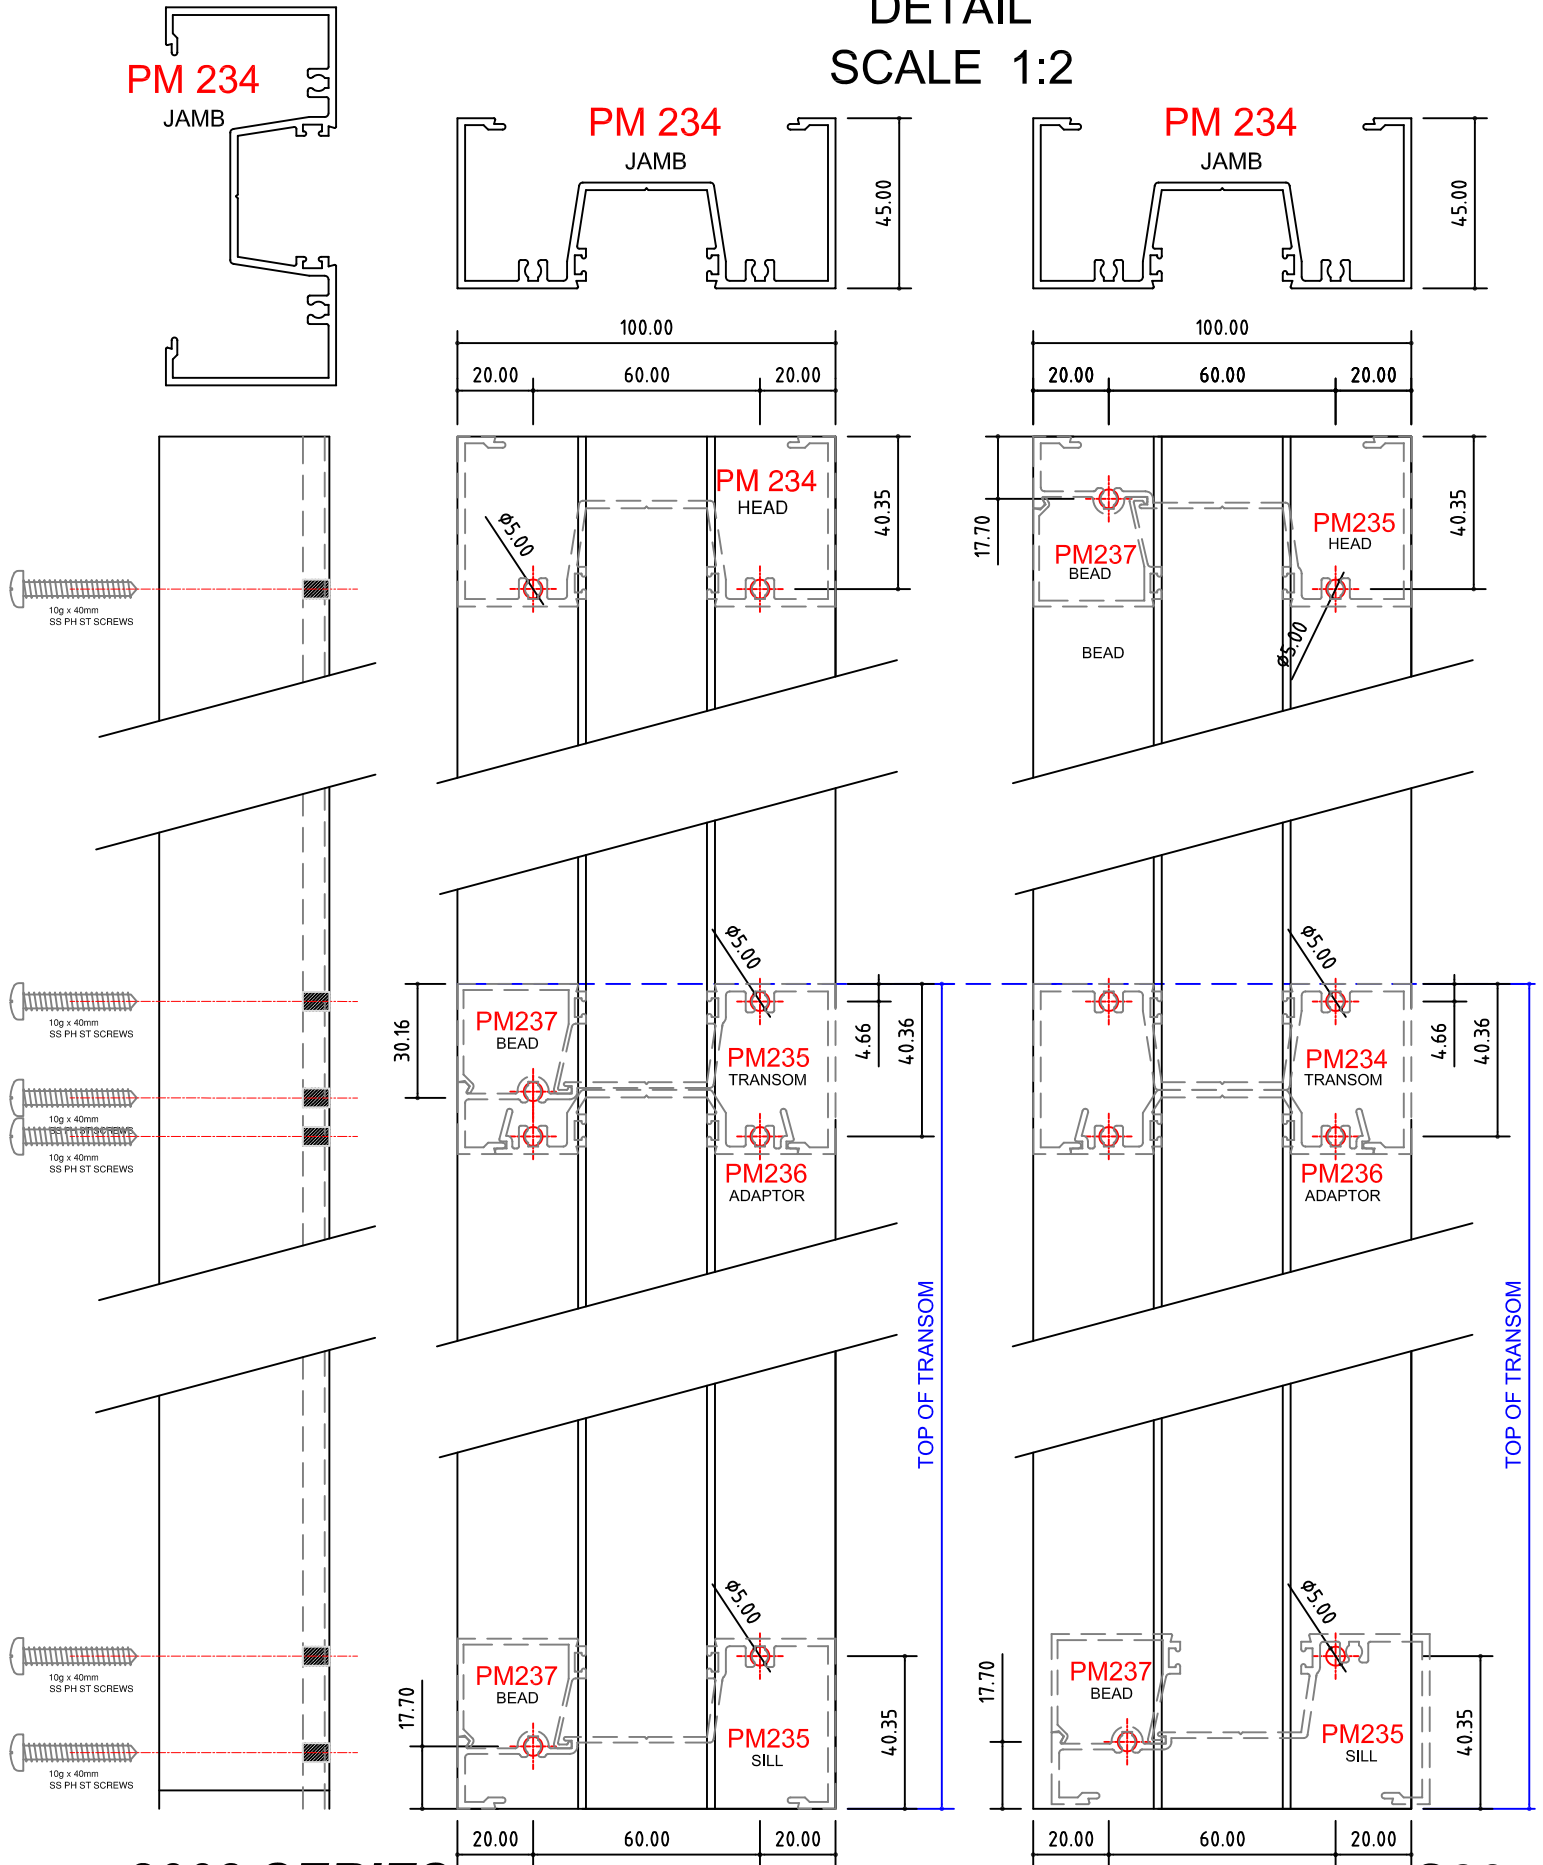 DETAIL
SCALE 1:2
PM 234
JAMB
PM 234
JAMB
45.00
PM 234
JAMB
45.00
100.00
20.00 60.00 20.00
100.00
20.00 60.00 20.00
PM 234
HEAD
ø5.00
40.35
17.70
PM237
BEAD
PM235
HEAD
40.35
ø5.00
BEAD
10g x 40mm
SS PH ST SCREWS
ø5.00
ø5.00
30.16
PM237
BEAD
PM235
TRANSOM
4.66
40.36
PM234
TRANSOM
4.66
40.36
10g x 40mm
SS PH ST SCREWS
10g x 40mm
SS PH ST SCREWS
10g x 40mm
SS PH ST SCREWS
PM236
ADAPTOR
PM236
ADAPTOR
TOP OF TRANSOM
TOP OF TRANSOM
ø5.00
ø5.00
10g x 40mm
SS PH ST SCREWS
PM237
BEAD
17.70
PM235
SILL
40.35
PM237
BEAD
17.70
PM235
SILL
40.35
10g x 40mm
SS PH ST SCREWS
20.00 60.00 20.00
20.00 60.00 20.00